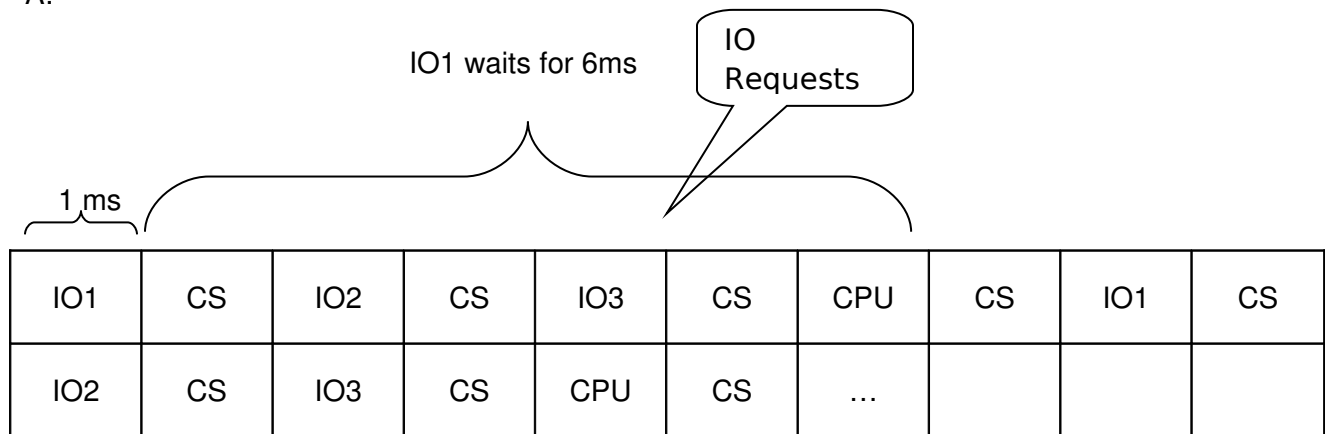 A.
IO1 waits for 6ms
IO
Requests
1 ms
IO1 CS IO2 CS IO3 CS CPU CS IO1 CS
IO2 CS IO3 CS CPU CS …